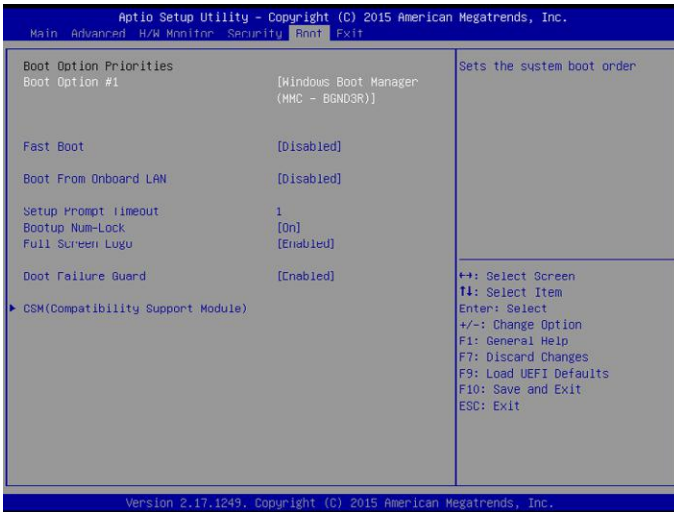 Aptio Setup Utility – Copyright (C) 2015 American Megatrends, Inc.
Main Advanced H/W Monitor Security Boot Exit
Boot Option Priorities
Boot Option #1 [Windows Boot Manager
(MMC – BGND3R)]
Fast Boot [Disabled]
Boot From Onboard LAN [Disabled]
Setup Prompt Timeout 1
Bootup Num-Lock [On]
Full Screen Logo [Enabled]
Boot Failure Guard [Enabled]
▶ CSM(Compatibility Support Module)
Sets the system boot order
↔: Select Screen
↑↓: Select Item
Enter: Select
+/-: Change Option
F1: General Help
F7: Discard Changes
F9: Load UEFI Defaults
F10: Save and Exit
ESC: Exit
Version 2.17.1249. Copyright (C) 2015 American Megatrends, Inc.